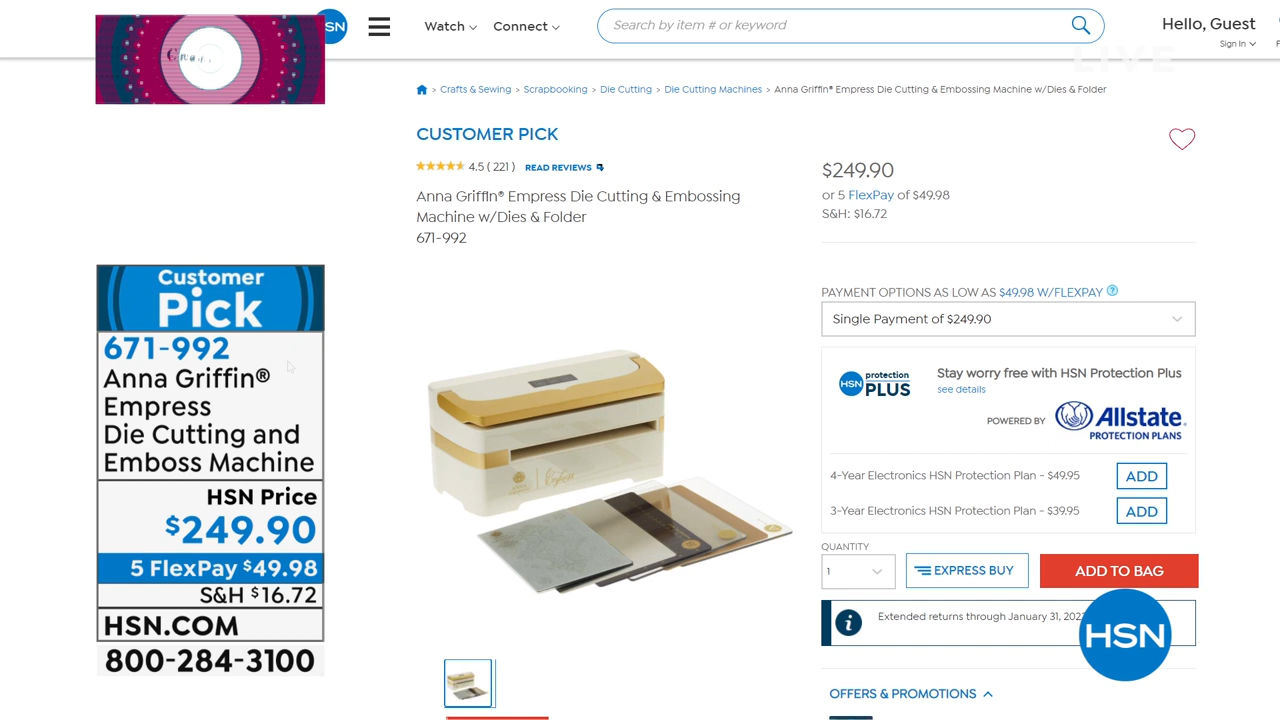 HSN
Watch
Connect
Search by item # or keyword
Hello, Guest
Sign In
LIVE
> Crafts & Sewing > Scrapbooking > Die Cutting > Die Cutting Machines > Anna Griffin® Empress Die Cutting & Embossing Machine w/Dies & Folder
CUSTOMER PICK
4.5 ( 221 ) READ REVIEWS
Anna Griffin® Empress Die Cutting & Embossing
Machine w/Dies & Folder
671-992
$249.90
or 5 FlexPay of $49.98
S&H: $16.72
PAYMENT OPTIONS AS LOW AS $49.98 W/FLEXPAY ?
Single Payment of $249.90
HSN protection PLUS
Stay worry free with HSN Protection Plus
see details
POWERED BY Allstate.
PROTECTION PLANS
4-Year Electronics HSN Protection Plan - $49.95 ADD
3-Year Electronics HSN Protection Plan - $39.95 ADD
QUANTITY
1
EXPRESS BUY
ADD TO BAG
Extended returns through January 31,
HSN
OFFERS & PROMOTIONS
Customer
Pick
671-992
Anna Griffin®
Empress
Die Cutting and
Emboss Machine
HSN Price
$249.90
5 FlexPay $49.98
S&H $16.72
HSN.COM
800-284-3100